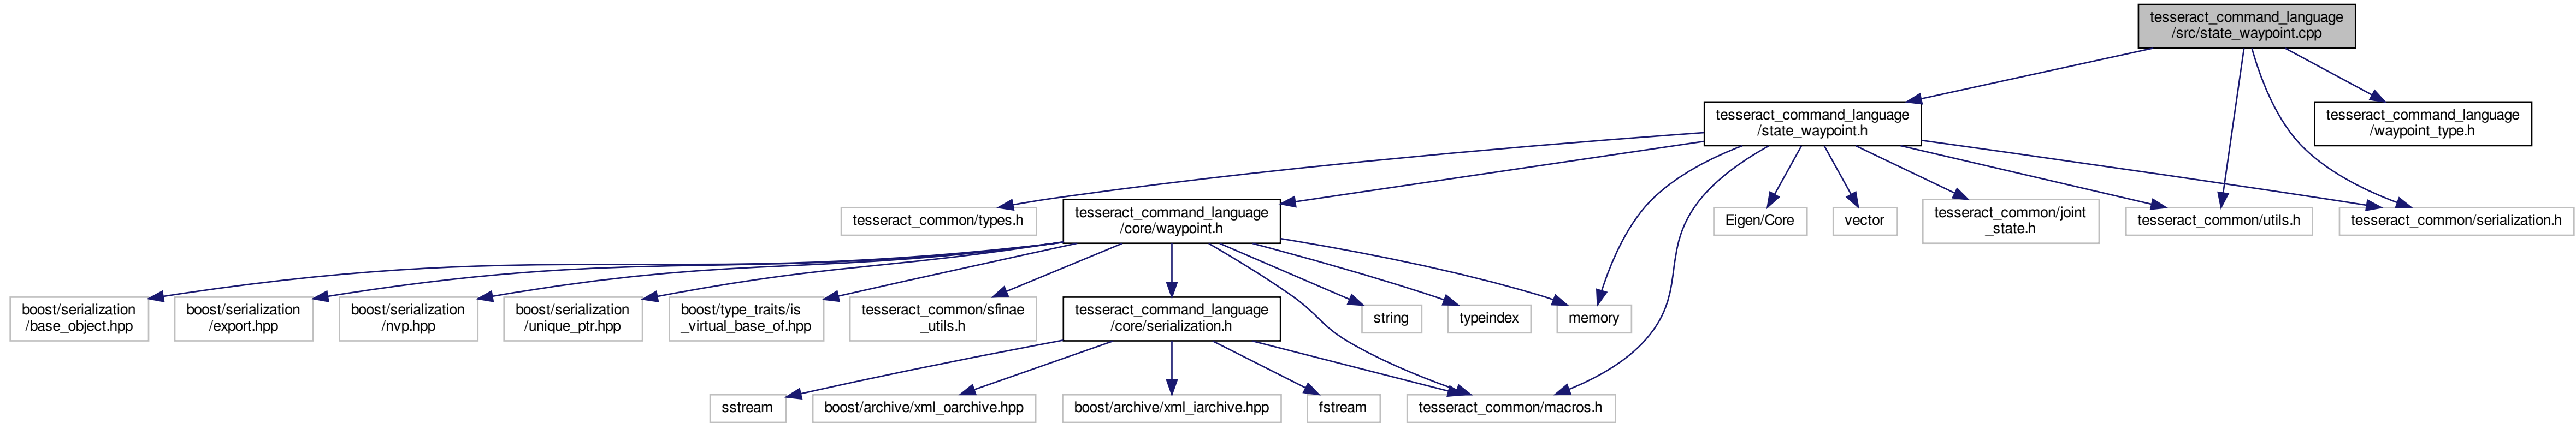 tesseract_command_language
/src/state_waypoint.cpp
tesseract_command_language
/state_waypoint.h
tesseract_command_language
/waypoint_type.h
tesseract_common/types.h
tesseract_command_language
/core/waypoint.h
Eigen/Core
vector
tesseract_common/joint
_state.h
tesseract_common/utils.h
tesseract_common/serialization.h
boost/serialization
/base_object.hpp
boost/serialization
/export.hpp
boost/serialization
/nvp.hpp
boost/serialization
/unique_ptr.hpp
boost/type_traits/is
_virtual_base_of.hpp
tesseract_common/sfinae
_utils.h
tesseract_command_language
/core/serialization.h
string
typeindex
memory
sstream
boost/archive/xml_oarchive.hpp
boost/archive/xml_iarchive.hpp
fstream
tesseract_common/macros.h